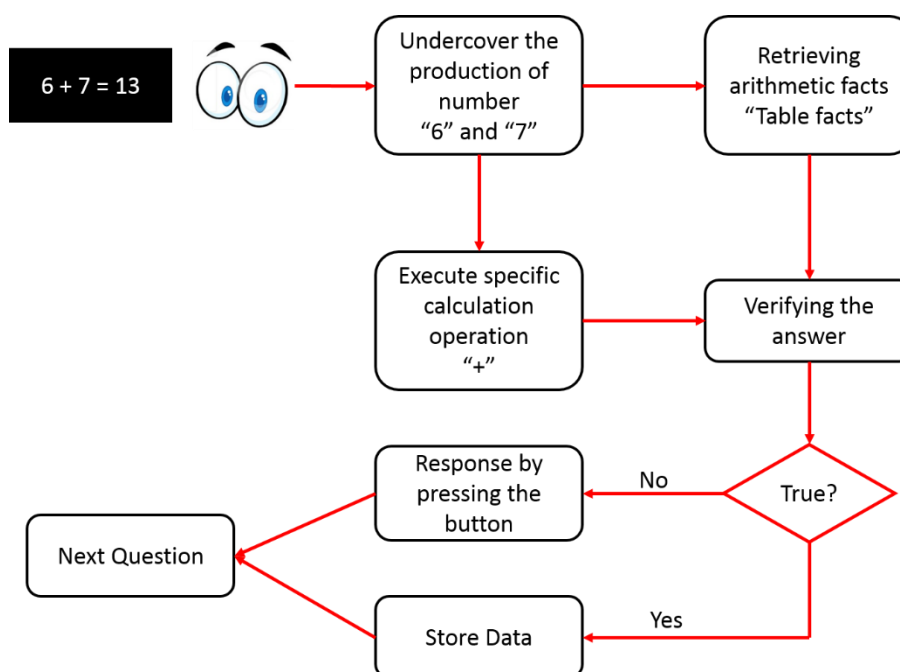 6 + 7 = 13
Undercover the
production of
number
“6” and “7”
Retrieving
arithmetic facts
“Table facts”
Execute specific
calculation
operation
“+”
Verifying the
answer
Response by
pressing the
button
No
True?
Next Question
Store Data
Yes